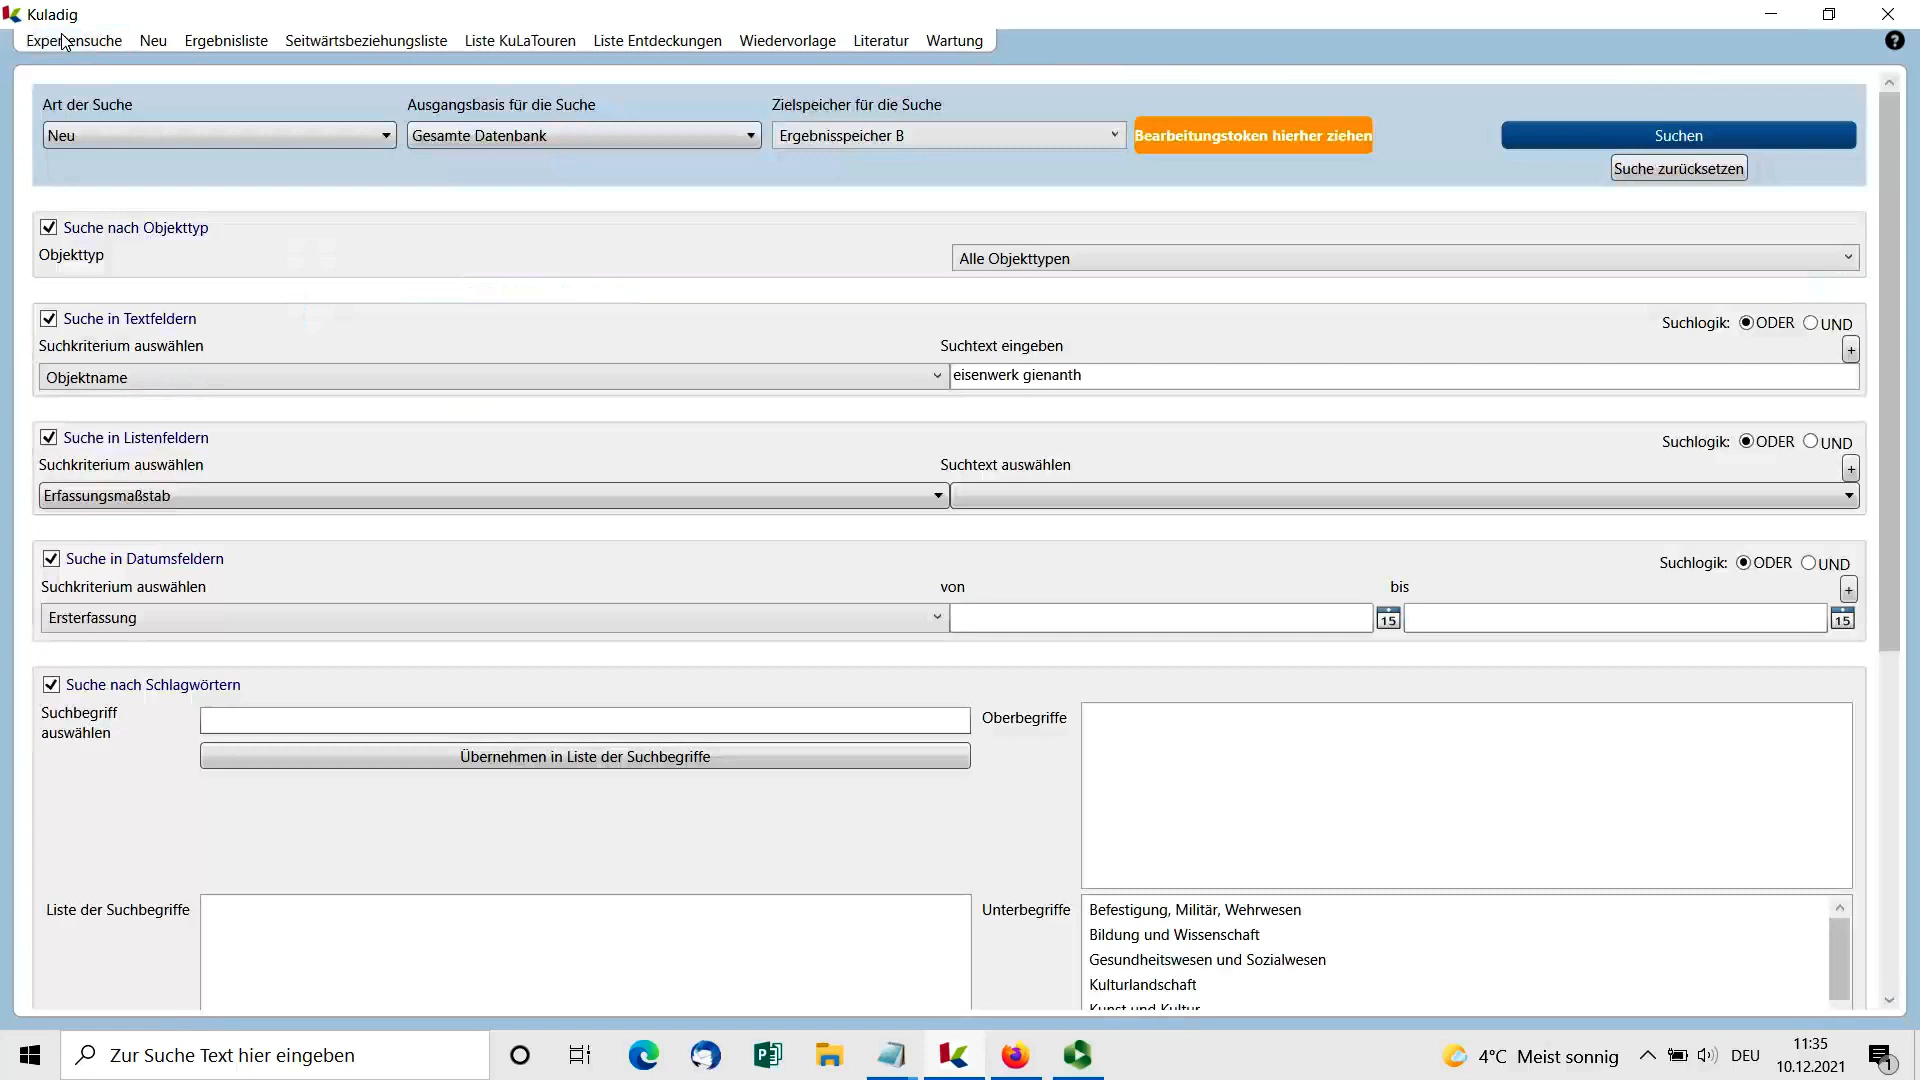 Kuladig
Expertensuche Neu Ergebnisliste Seitwärtsbeziehungsliste Liste KuLaTouren Liste Entdeckungen Wiedervorlage Literatur Wartung
Art der Suche Ausgangsbasis für die Suche Zielspeicher für die Suche
Neu Gesamte Datenbank Ergebnisspeicher B Bearbeitungstoken hierher ziehen Suchen
Suche zurücksetzen
Suche nach Objekttyp
Objekttyp Alle Objekttypen
Suche in Textfeldern Suchlogik: ODER UND
Suchkriterium auswählen Suchtext eingeben
+
Objektname eisenwerk gienanth
Suche in Listenfeldern Suchlogik: ODER UND
Suchkriterium auswählen Suchtext auswählen
+
Erfassungsmaßstab
Suche in Datumsfeldern Suchlogik: ODER UND
Suchkriterium auswählen von bis
+
Ersterfassung 15 15
Suche nach Schlagwörtern
Suchbegriff
auswählen
Oberbegriffe
Übernehmen in Liste der Suchbegriffe
Liste der Suchbegriffe Unterbegriffe Befestigung, Militär, Wehrwesen
Bildung und Wissenschaft
Gesundheitswesen und Sozialwesen
Kulturlandschaft
Kunst und Kultur
Zur Suche Text hier eingeben 4°C Meist sonnig DEU 11:35
10.12.2021
1